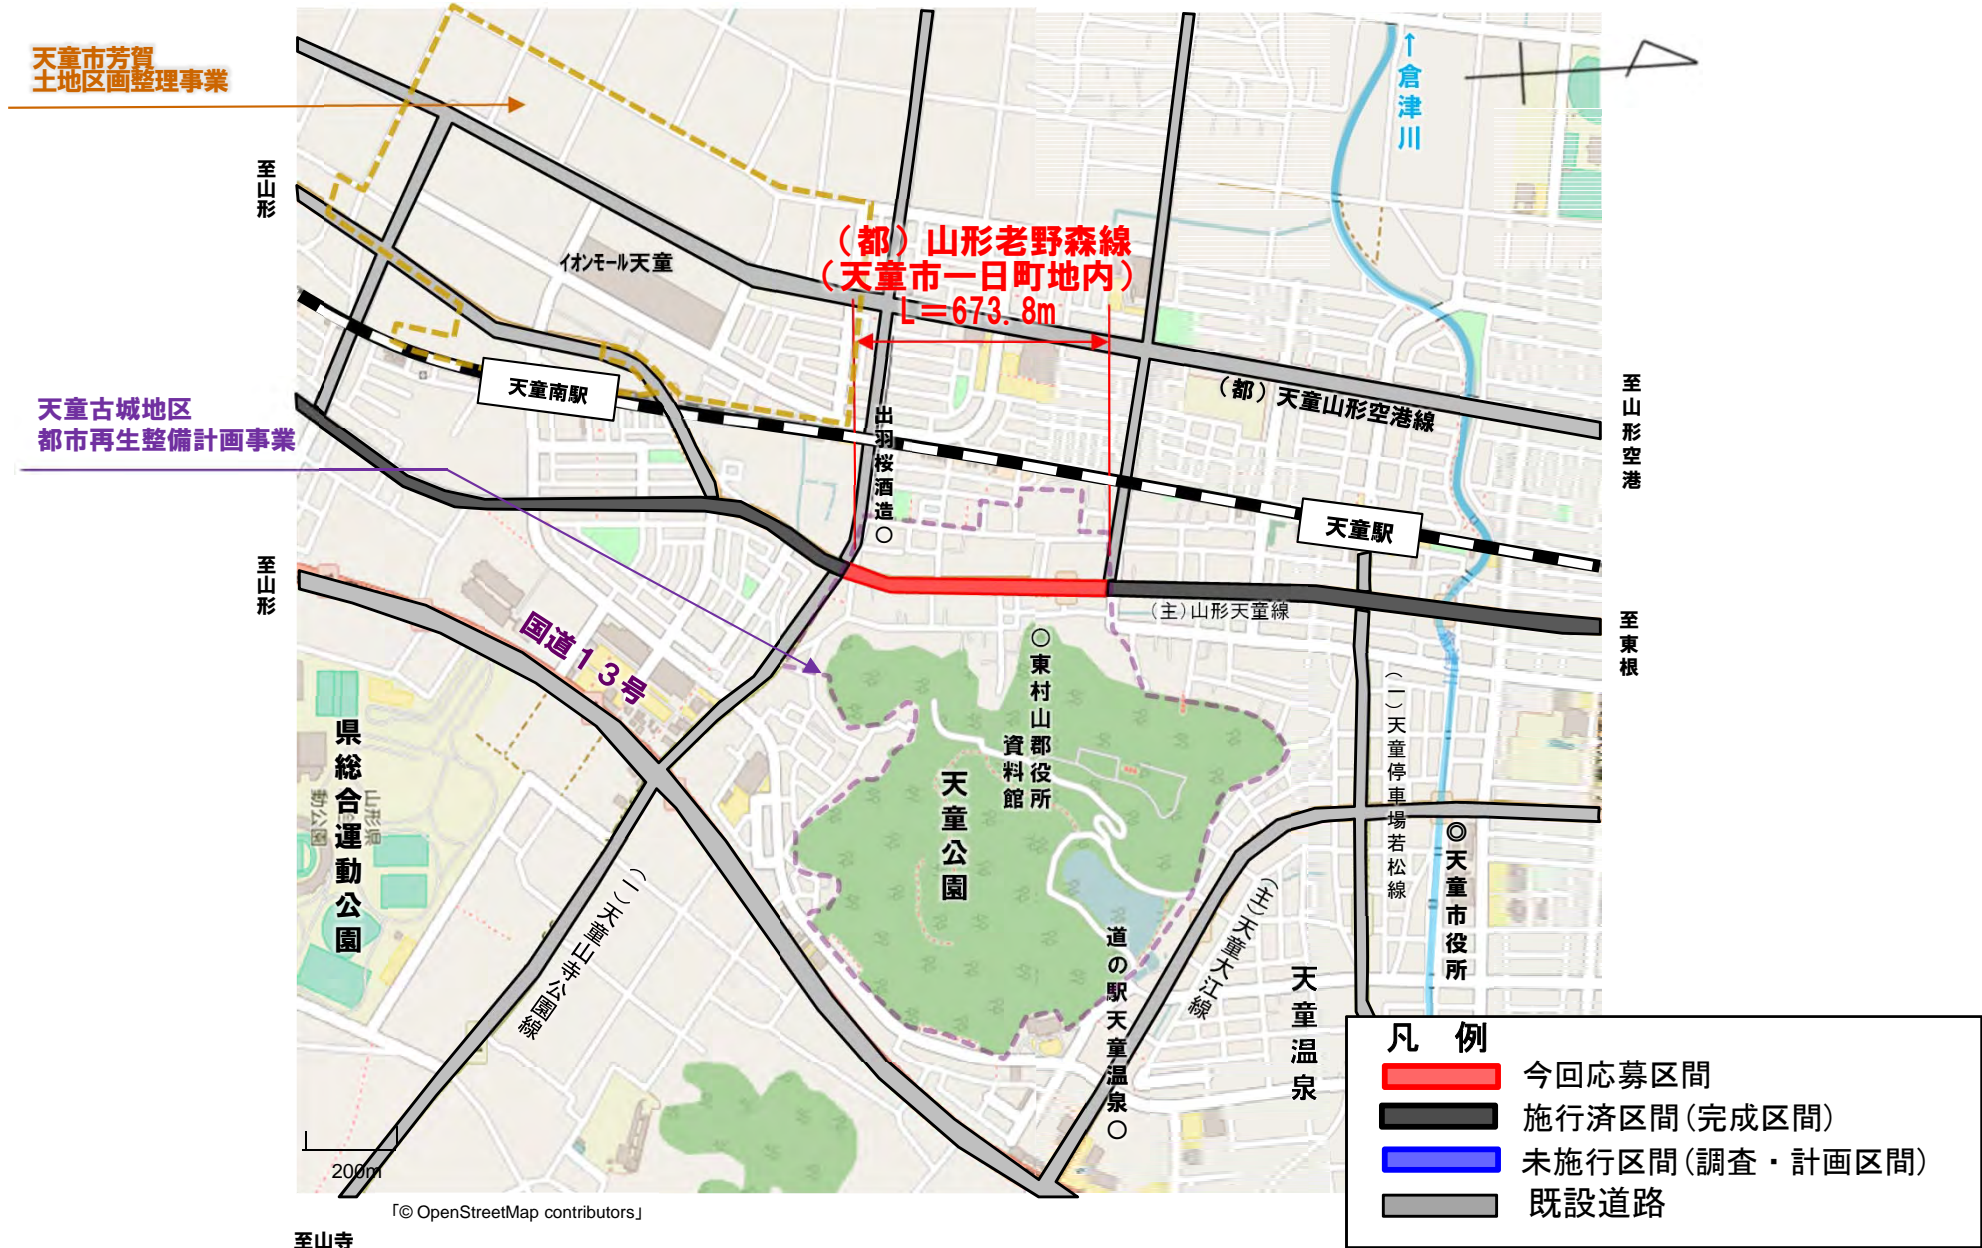 天童市芳賀
土地区画整理事業
↑倉津川
至山形
イオンモール天童
（都）山形老野森線
（天童市一日町地内）
L＝673.8m
天童南駅
（都）天童山形空港線
至山形空港
天童古城地区
都市再生整備計画事業
出羽桜酒造○
天童駅
至山形
（主）山形天童線
至東根
国道１３号
○東村山郡役所
資料館
（一）天童停車場若松線
県総合運動公園
山形県
動公園
天童公園
◎天童市役所
（一）天童山寺公園線
（主）天童大江線
道の駅天童温泉○
天童温泉
200m
「© OpenStreetMap contributors」
至山寺
凡　例
今回応募区間
施行済区間(完成区間)
未施行区間(調査・計画区間)
既設道路